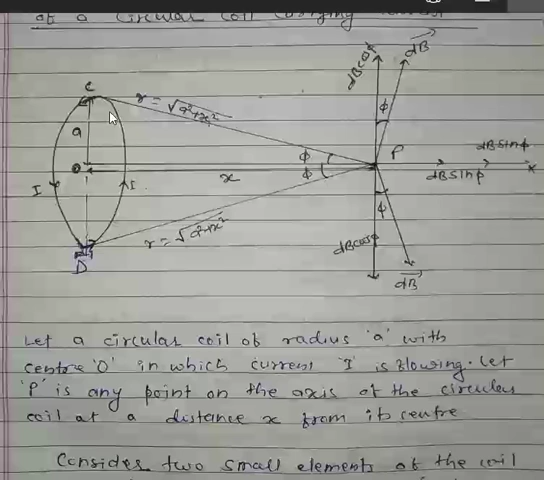 of a Circular coil carrying
dBcosϕ
dB
C
r = √a²+x²
a
ϕ
P
dBsinϕ
O
ϕ
ϕ
dBsinϕ
x
I
I
x
ϕ
r = √a²+x²
dBcosϕ
D
dB
Let a circular coil of radius 'a' with
centre 'O' in which current 'I' is flowing. Let
'P' is any point on the axis of the circular
coil at a distance x from its centre
Consider two small elements of the coil